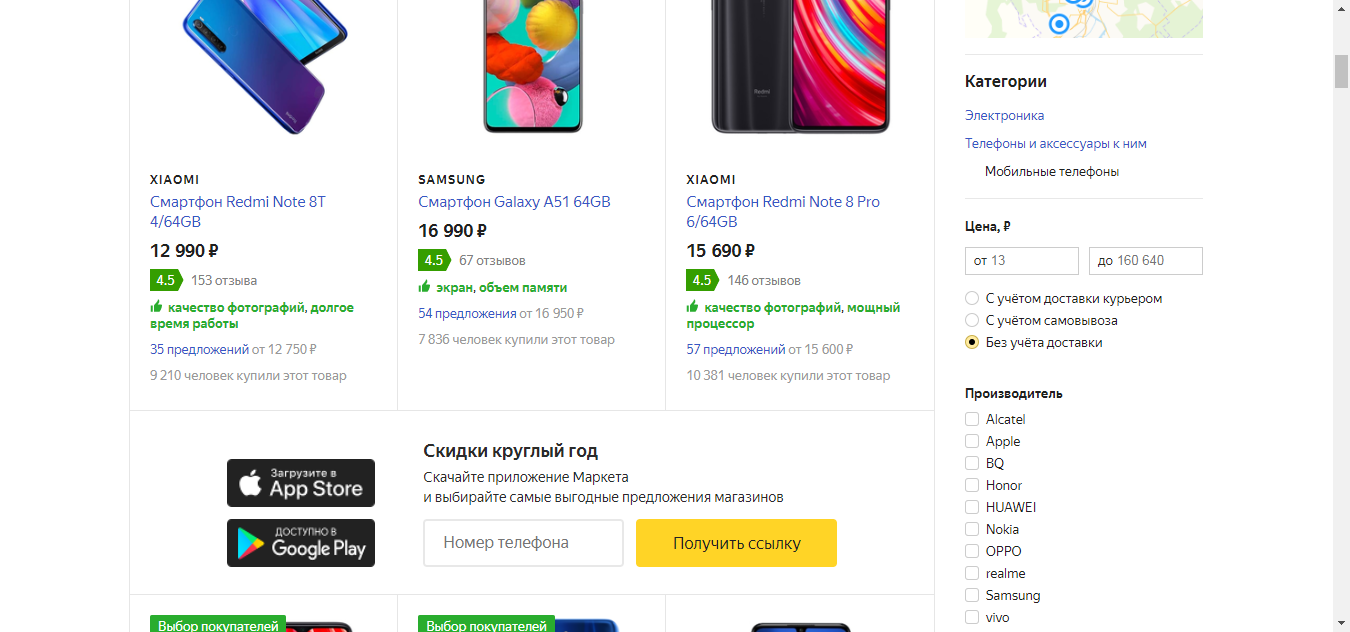 XIAOMI
Смартфон Redmi Note 8T
4/64GB
12 990 ₽
4.5 153 отзыва
качество фотографий, долгое
время работы
35 предложений от 12 750 ₽
9 210 человек купили этот товар
SAMSUNG
Смартфон Galaxy A51 64GB
16 990 ₽
4.5 67 отзывов
экран, объем памяти
54 предложения от 16 950 ₽
7 836 человек купили этот товар
Redmi
XIAOMI
Смартфон Redmi Note 8 Pro
6/64GB
15 690 ₽
4.5 146 отзывов
качество фотографий, мощный
процессор
57 предложений от 15 600 ₽
10 381 человек купили этот товар
Загрузите в
App Store
ДОСТУПНО В
Google Play
Скидки круглый год
Скачайте приложение Маркета
и выбирайте самые выгодные предложения магазинов
Номер телефона
Получить ссылку
Выбор покупателей
Выбор покупателей
Категории
Электроника
Телефоны и аксессуары к ним
Мобильные телефоны
Цена, ₽
от 13
до 160 640
С учётом доставки курьером
С учётом самовывоза
Без учёта доставки
Производитель
Alcatel
Apple
BQ
Honor
HUAWEI
Nokia
OPPO
realme
Samsung
vivo